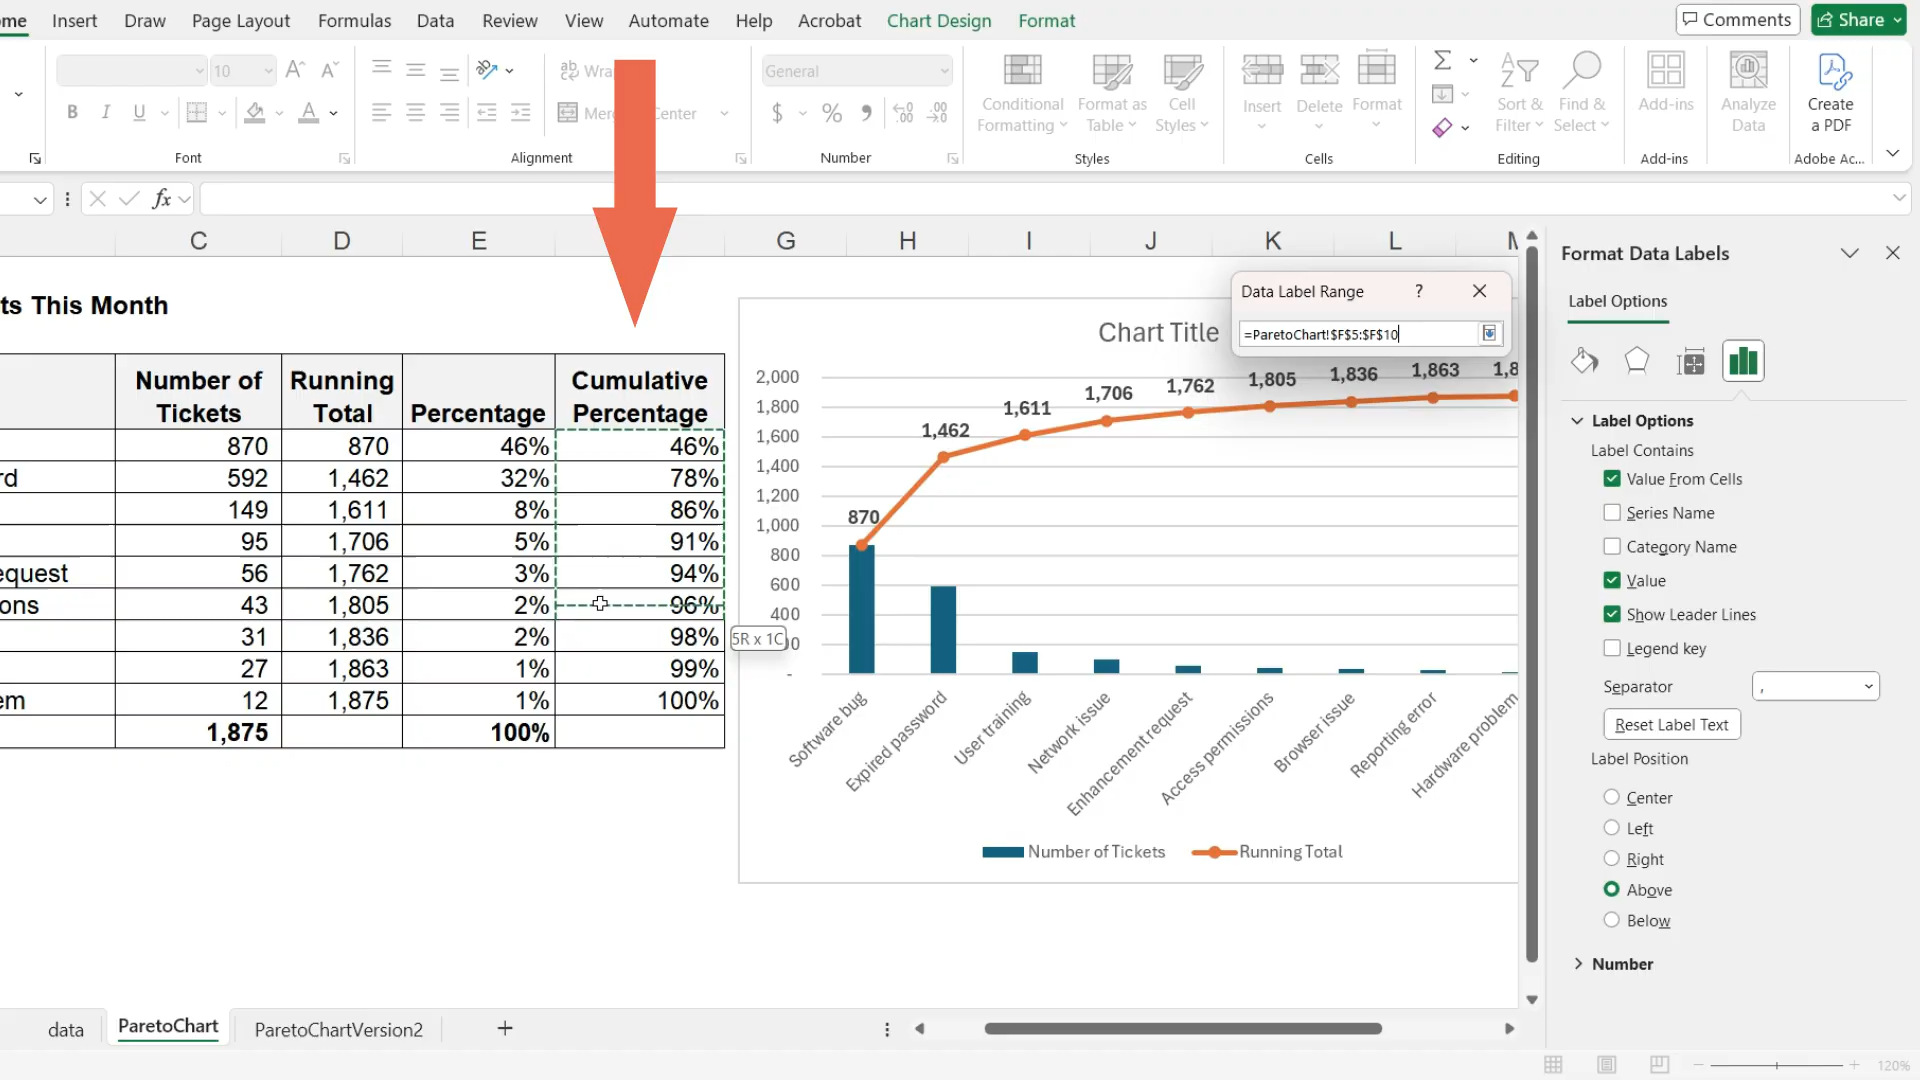 ome Insert Draw Page Layout Formulas Data Review View Automate Help Acrobat Chart Design Format Comments Share
10 A A ab Wra General
Conditional Formatting Format as Table Cell Styles Insert Delete Format Sort & Filter Find & Select Add-ins Analyze Data Create a PDF
B I U A Merg Center $ % 9
Font Alignment Number Styles Cells Editing Add-ins Adobe Ac...
fx
C D E G H I J K L M
ts This Month
Number of Tickets Running Total Percentage Cumulative Percentage
870 870 46% 46%
rd 592 1,462 32% 78%
149 1,611 8% 86%
95 1,706 5% 91%
equest 56 1,762 3% 94%
ons 43 1,805 2% 96%
31 1,836 2% 98%
27 1,863 1% 99%
em 12 1,875 1% 100%
1,875 100%
5R x 1C
Data Label Range ?
=ParetoChart!$F$5:$F$10
Chart Title
2,000
1,800
1,600
1,400
1,200
1,000
800
600
400
-
870 1,462 1,611 1,706 1,762 1,805 1,836 1,863 1,8
Software bug
Expired password
User training
Network issue
Enhancement request
Access permissions
Browser issue
Reporting error
Hardware problem
Number of Tickets Running Total
Format Data Labels
Label Options
Label Options
Label Contains
Value From Cells
Series Name
Category Name
Value
Show Leader Lines
Legend key
Separator ,
Reset Label Text
Label Position
Center
Left
Right
Above
Below
Number
data ParetoChart ParetoChartVersion2 +
120%